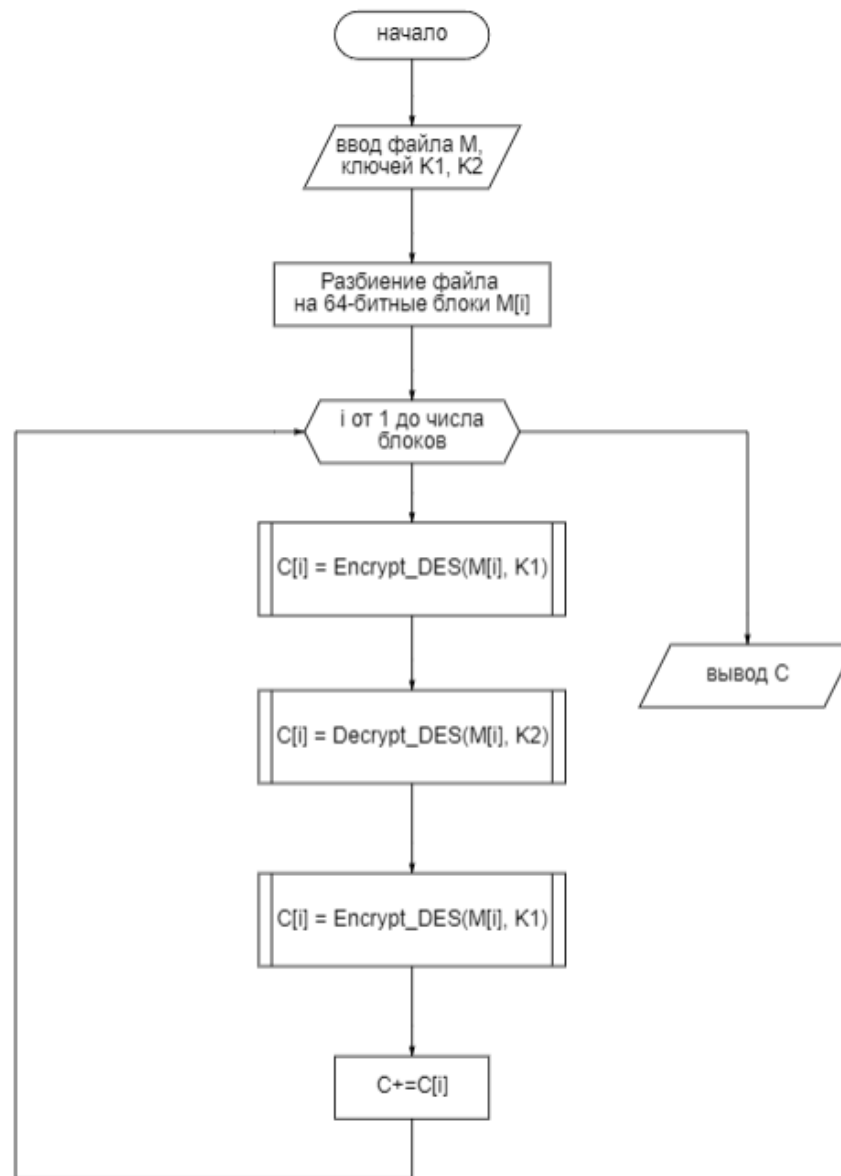 начало
ввод файла M,
ключей K1, K2
Разбиение файла
на 64-битные блоки M[i]
i от 1 до числа
блоков
C[i] = Encrypt_DES(M[i], K1)
C[i] = Decrypt_DES(M[i], K2)
вывод C
C[i] = Encrypt_DES(M[i], K1)
C+=C[i]